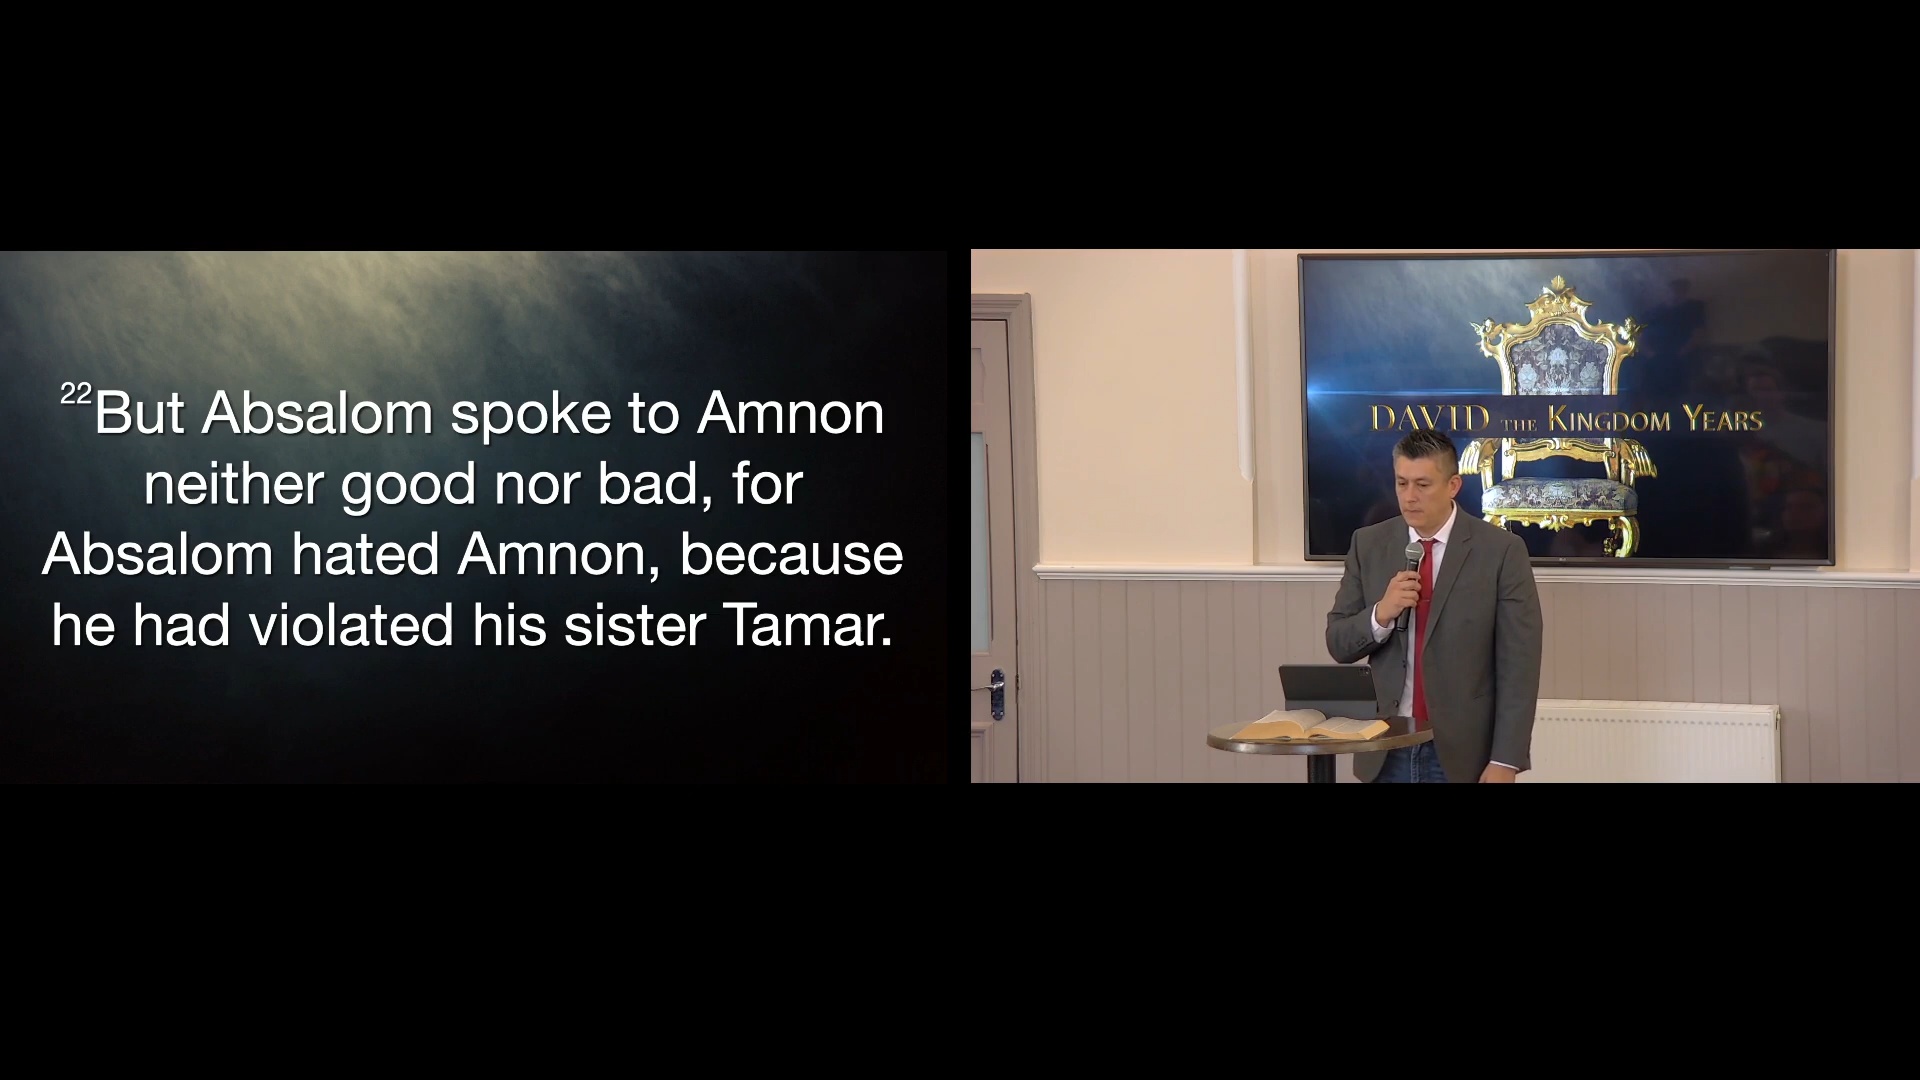 22But Absalom spoke to Amnon
neither good nor bad, for
Absalom hated Amnon, because
he had violated his sister Tamar.
DAVID THE KINGDOM YEARS